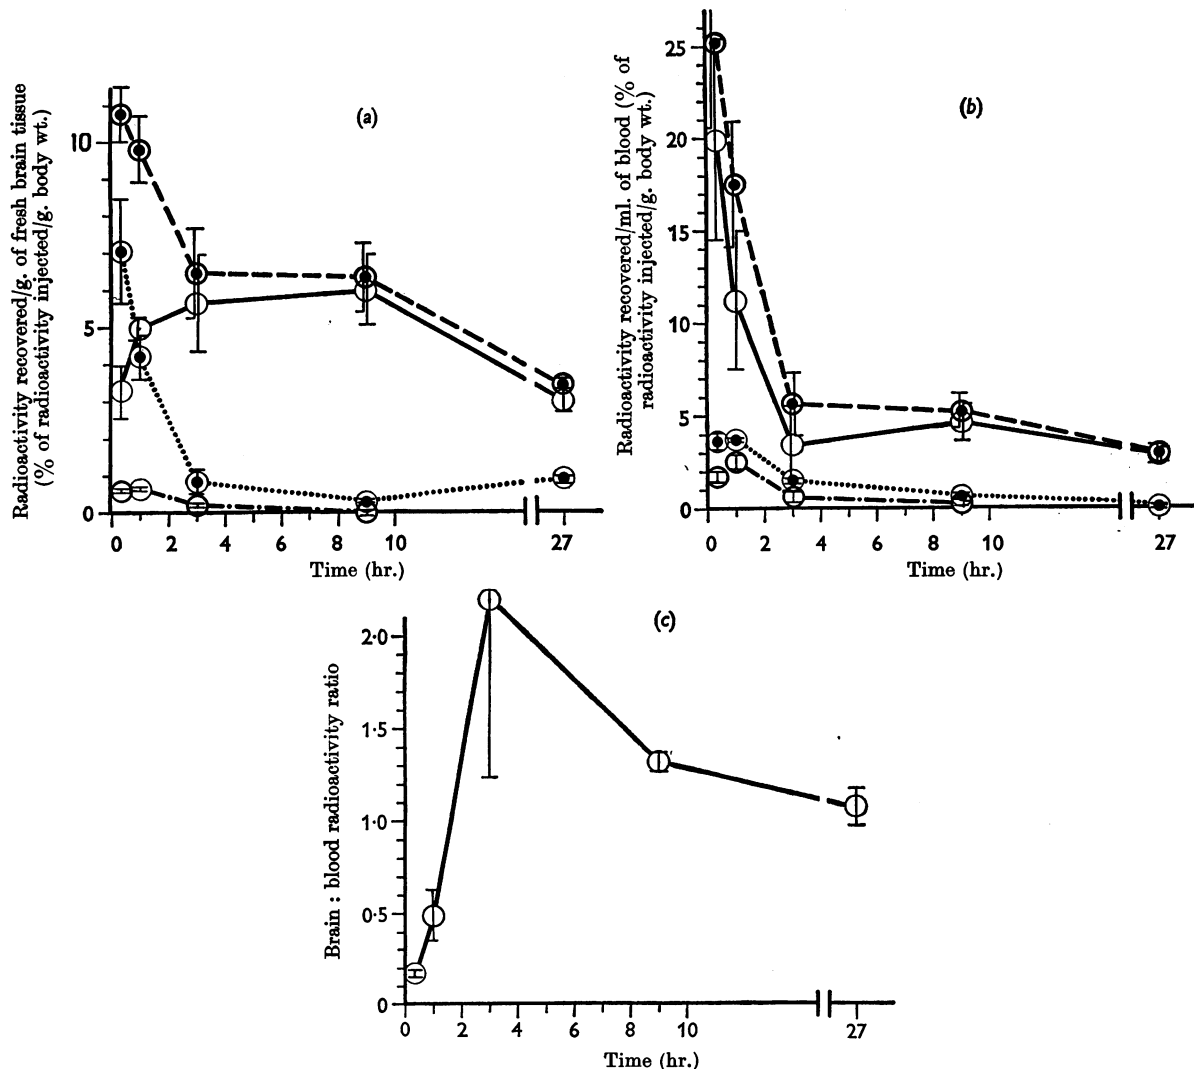 Radioactivity recovered/g. of fresh brain tissue
(% of radioactivity injected/g. body wt.)
(a)
10
5
0
0 2 4 6 8 10 27
Time (hr.)
Radioactivity recovered/ml. of blood (% of
radioactivity injected/g. body wt.)
(b)
25
20
15
10
5
0
0 2 4 6 8 10 27
Time (hr.)
Brain : blood radioactivity ratio
(c)
2·0
1·5
1·0
0·5
0
0 2 4 6 8 10 27
Time (hr.)